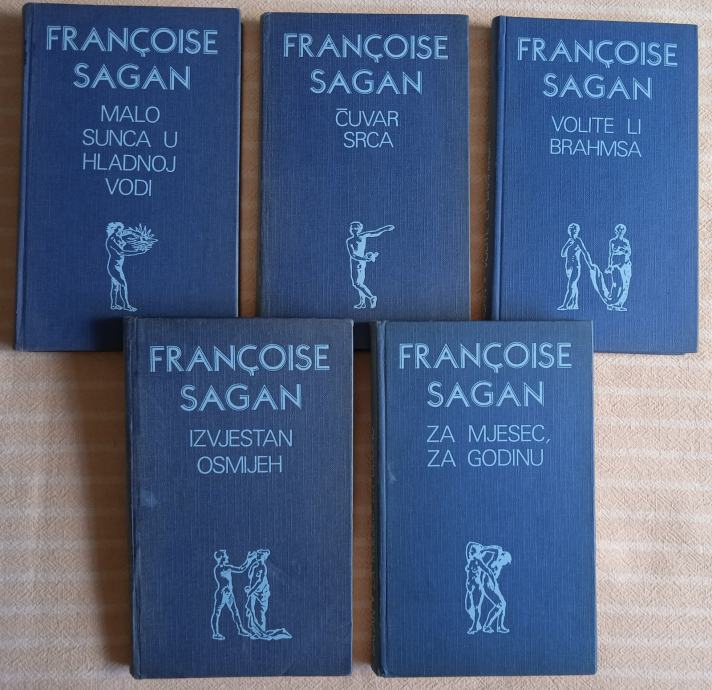 FRANÇOISE
SAGAN
MALO
SUNCA U
HLADNOJ
VODI
FRANÇOISE
SAGAN
ČUVAR
SRCA
FRANÇOISE
SAGAN
VOLITE LI
BRAHMSA
FRANÇOISE
SAGAN
IZVJESTAN
OSMIJEH
FRANÇOISE
SAGAN
ZA MJESEC,
ZA GODINU